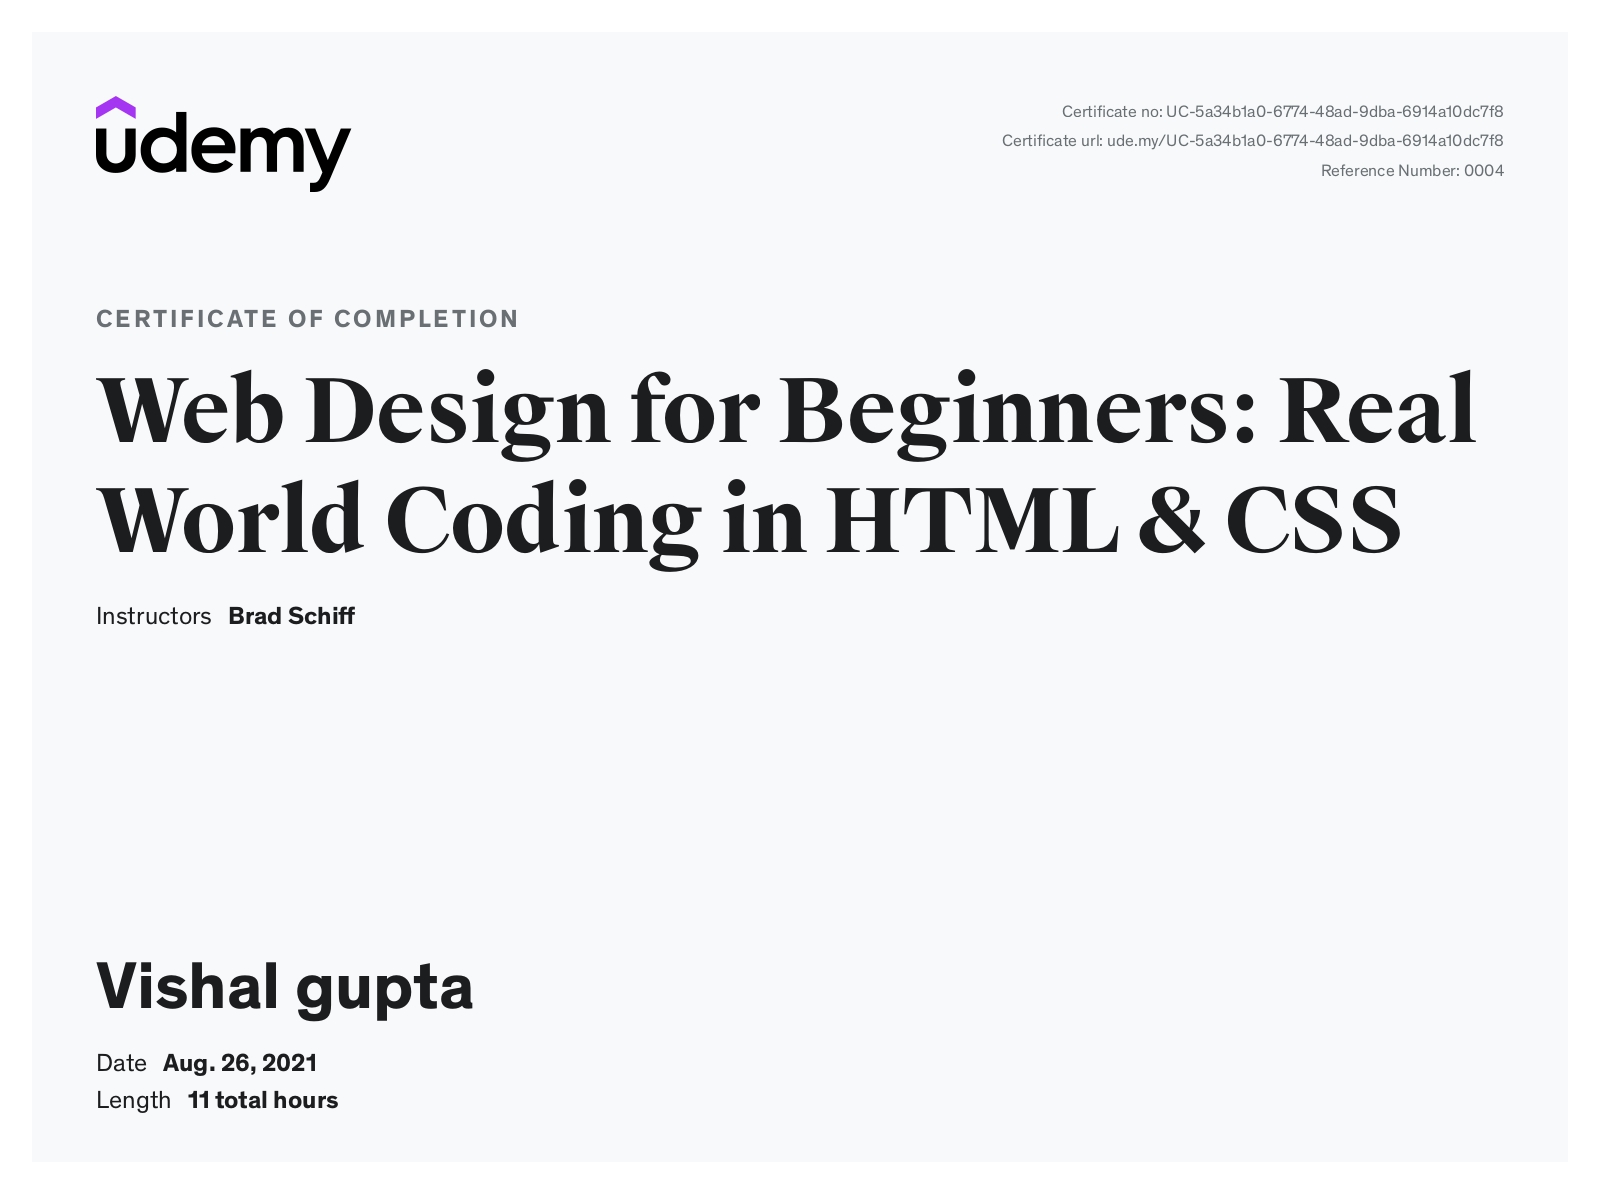 udemy
Certificate no: UC-5a34b1a0-6774-48ad-9dba-6914a10dc7f8
Certificate url: ude.my/UC-5a34b1a0-6774-48ad-9dba-6914a10dc7f8
Reference Number: 0004
CERTIFICATE OF COMPLETION
Web Design for Beginners: Real
World Coding in HTML & CSS
Instructors Brad Schiff
Vishal gupta
Date Aug. 26, 2021
Length 11 total hours